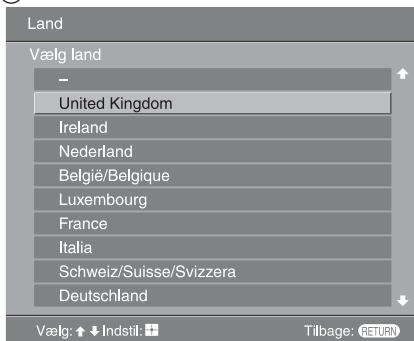 Land
Vælg land
–
United Kingdom
Ireland
Nederland
België/Belgique
Luxembourg
France
Italia
Schweiz/Suisse/Svizzera
Deutschland
Vælg: Indstil: Tilbage: RETURN